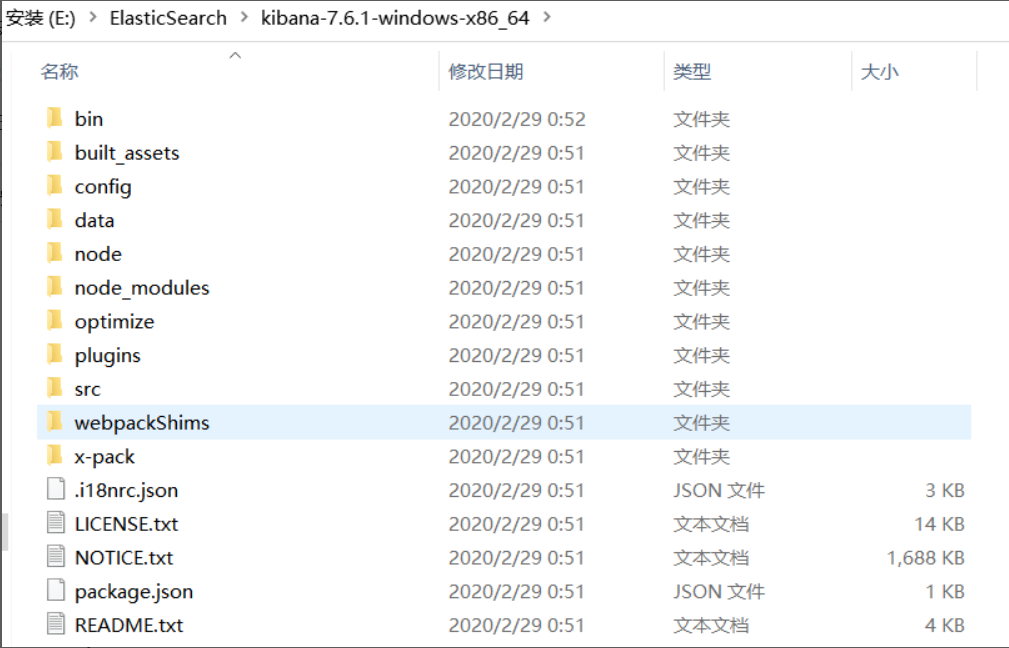 安装 (E:) > ElasticSearch > kibana-7.6.1-windows-x86_64 >
名称 修改日期 类型 大小
bin 2020/2/29 0:52 文件夹
built_assets 2020/2/29 0:51 文件夹
config 2020/2/29 0:51 文件夹
data 2020/2/29 0:51 文件夹
node 2020/2/29 0:51 文件夹
node_modules 2020/2/29 0:51 文件夹
optimize 2020/2/29 0:51 文件夹
plugins 2020/2/29 0:51 文件夹
src 2020/2/29 0:51 文件夹
webpackShims 2020/2/29 0:51 文件夹
x-pack 2020/2/29 0:51 文件夹
.i18nrc.json 2020/2/29 0:51 JSON 文件 3 KB
LICENSE.txt 2020/2/29 0:51 文本文档 14 KB
NOTICE.txt 2020/2/29 0:51 文本文档 1,688 KB
package.json 2020/2/29 0:51 JSON 文件 1 KB
README.txt 2020/2/29 0:51 文本文档 4 KB